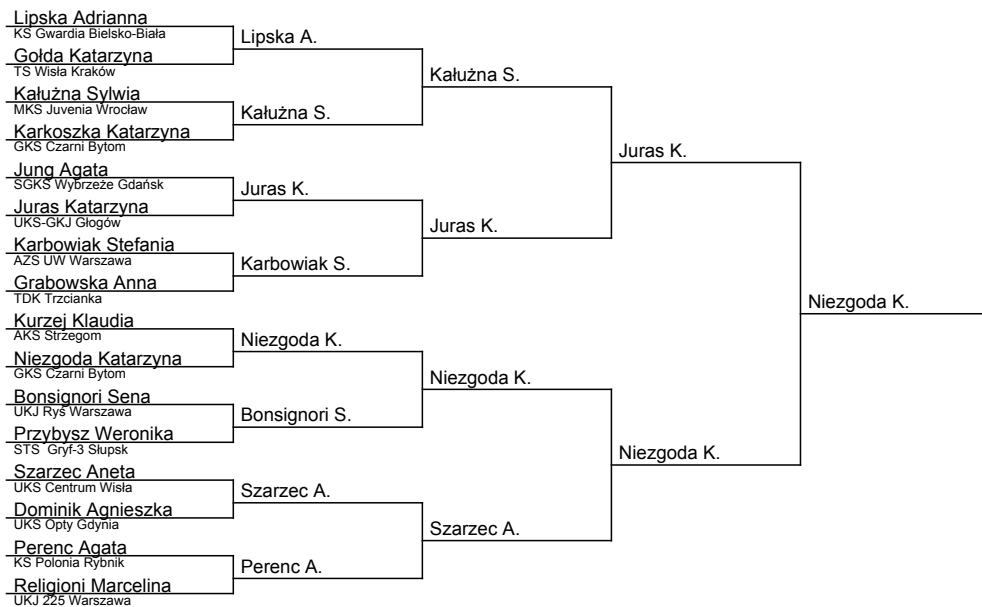 Lipska Adrianna
KS Gwardia Bielsko-Biała
Gołda Katarzyna
TS Wisła Kraków
Kałużna Sylwia
MKS Juvenia Wrocław
Karkoszka Katarzyna
GKS Czarni Bytom
Jung Agata
SGKS Wybrzeże Gdańsk
Juras Katarzyna
UKS-GKJ Głogów
Karbowiak Stefania
AZS UW Warszawa
Grabowska Anna
TDK Trzcianka
Kurzej Klaudia
AKS Strzegom
Niezgoda Katarzyna
GKS Czarni Bytom
Bonsignori Sena
UKJ Ryś Warszawa
Przybysz Weronika
STS Gryf-3 Słupsk
Szarzec Aneta
UKS Centrum Wisła
Dominik Agnieszka
UKS Opty Gdynia
Perenc Agata
KS Polonia Rybnik
Religioni Marcelina
UKJ 225 Warszawa
Lipska A.
Kałużna S.
Juras K.
Karbowiak S.
Niezgoda K.
Bonsignori S.
Szarzec A.
Perenc A.
Kałużna S.
Juras K.
Niezgoda K.
Szarzec A.
Juras K.
Niezgoda K.
Niezgoda K.